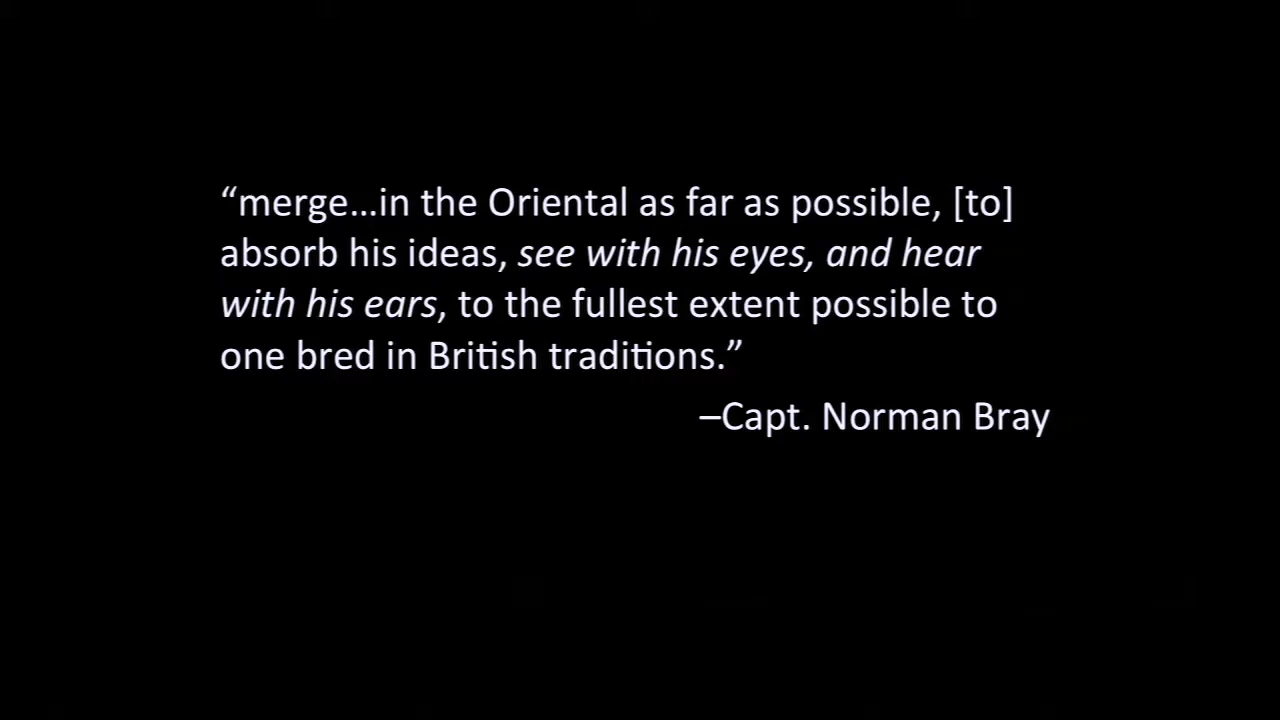 “merge…in the Oriental as far as possible, [to]
absorb his ideas, see with his eyes, and hear
with his ears, to the fullest extent possible to
one bred in British traditions.”
–Capt. Norman Bray